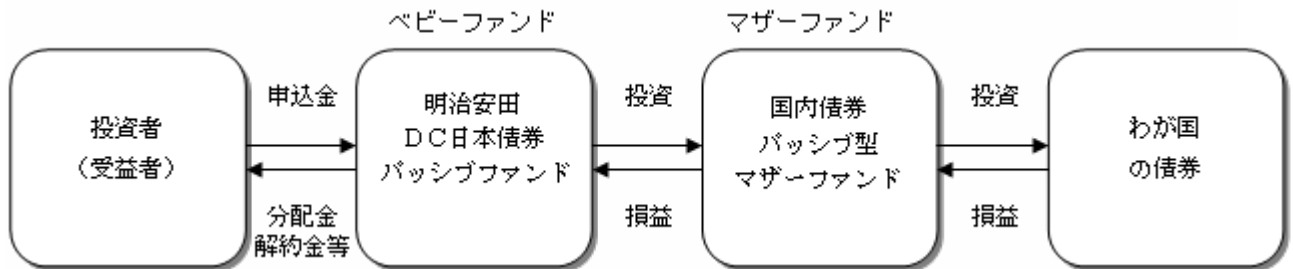 ベビーファンド
マザーファンド
投資者
（受益者）
申込金
分配金
解約金等
明治安田
ＤＣ日本債券
パッシブファンド
投資
損益
国内債券
パッシブ型
マザーファンド
投資
損益
わが国
の債券